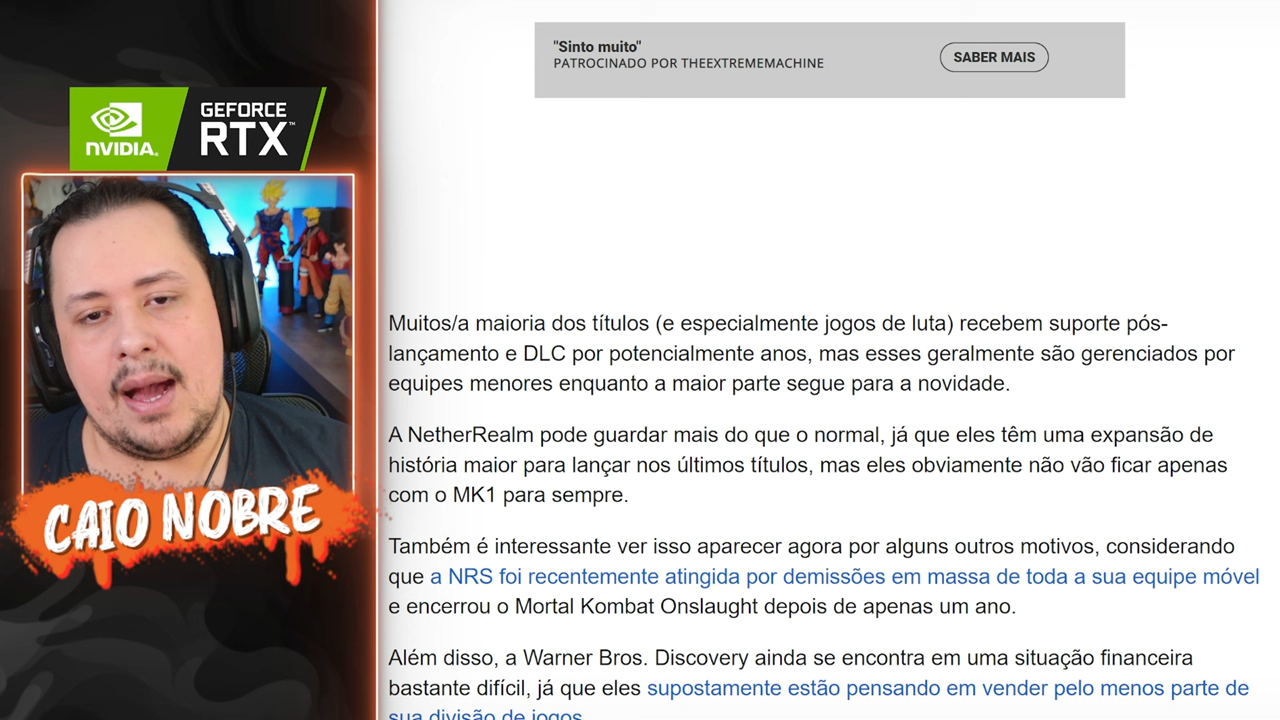 "Sinto muito"
PATROCINADO POR THEEXTREMEMACHINE
SABER MAIS
NVIDIA.
GEFORCE
RTX™
CAIO NOBRE
Muitos/a maioria dos títulos (e especialmente jogos de luta) recebem suporte pós-
lançamento e DLC por potencialmente anos, mas esses geralmente são gerenciados por
equipes menores enquanto a maior parte segue para a novidade.
A NetherRealm pode guardar mais do que o normal, já que eles têm uma expansão de
história maior para lançar nos últimos títulos, mas eles obviamente não vão ficar apenas
com o MK1 para sempre.
Também é interessante ver isso aparecer agora por alguns outros motivos, considerando
que a NRS foi recentemente atingida por demissões em massa de toda a sua equipe móvel
e encerrou o Mortal Kombat Onslaught depois de apenas um ano.
Além disso, a Warner Bros. Discovery ainda se encontra em uma situação financeira
bastante difícil, já que eles supostamente estão pensando em vender pelo menos parte de
sua divisão de jogos